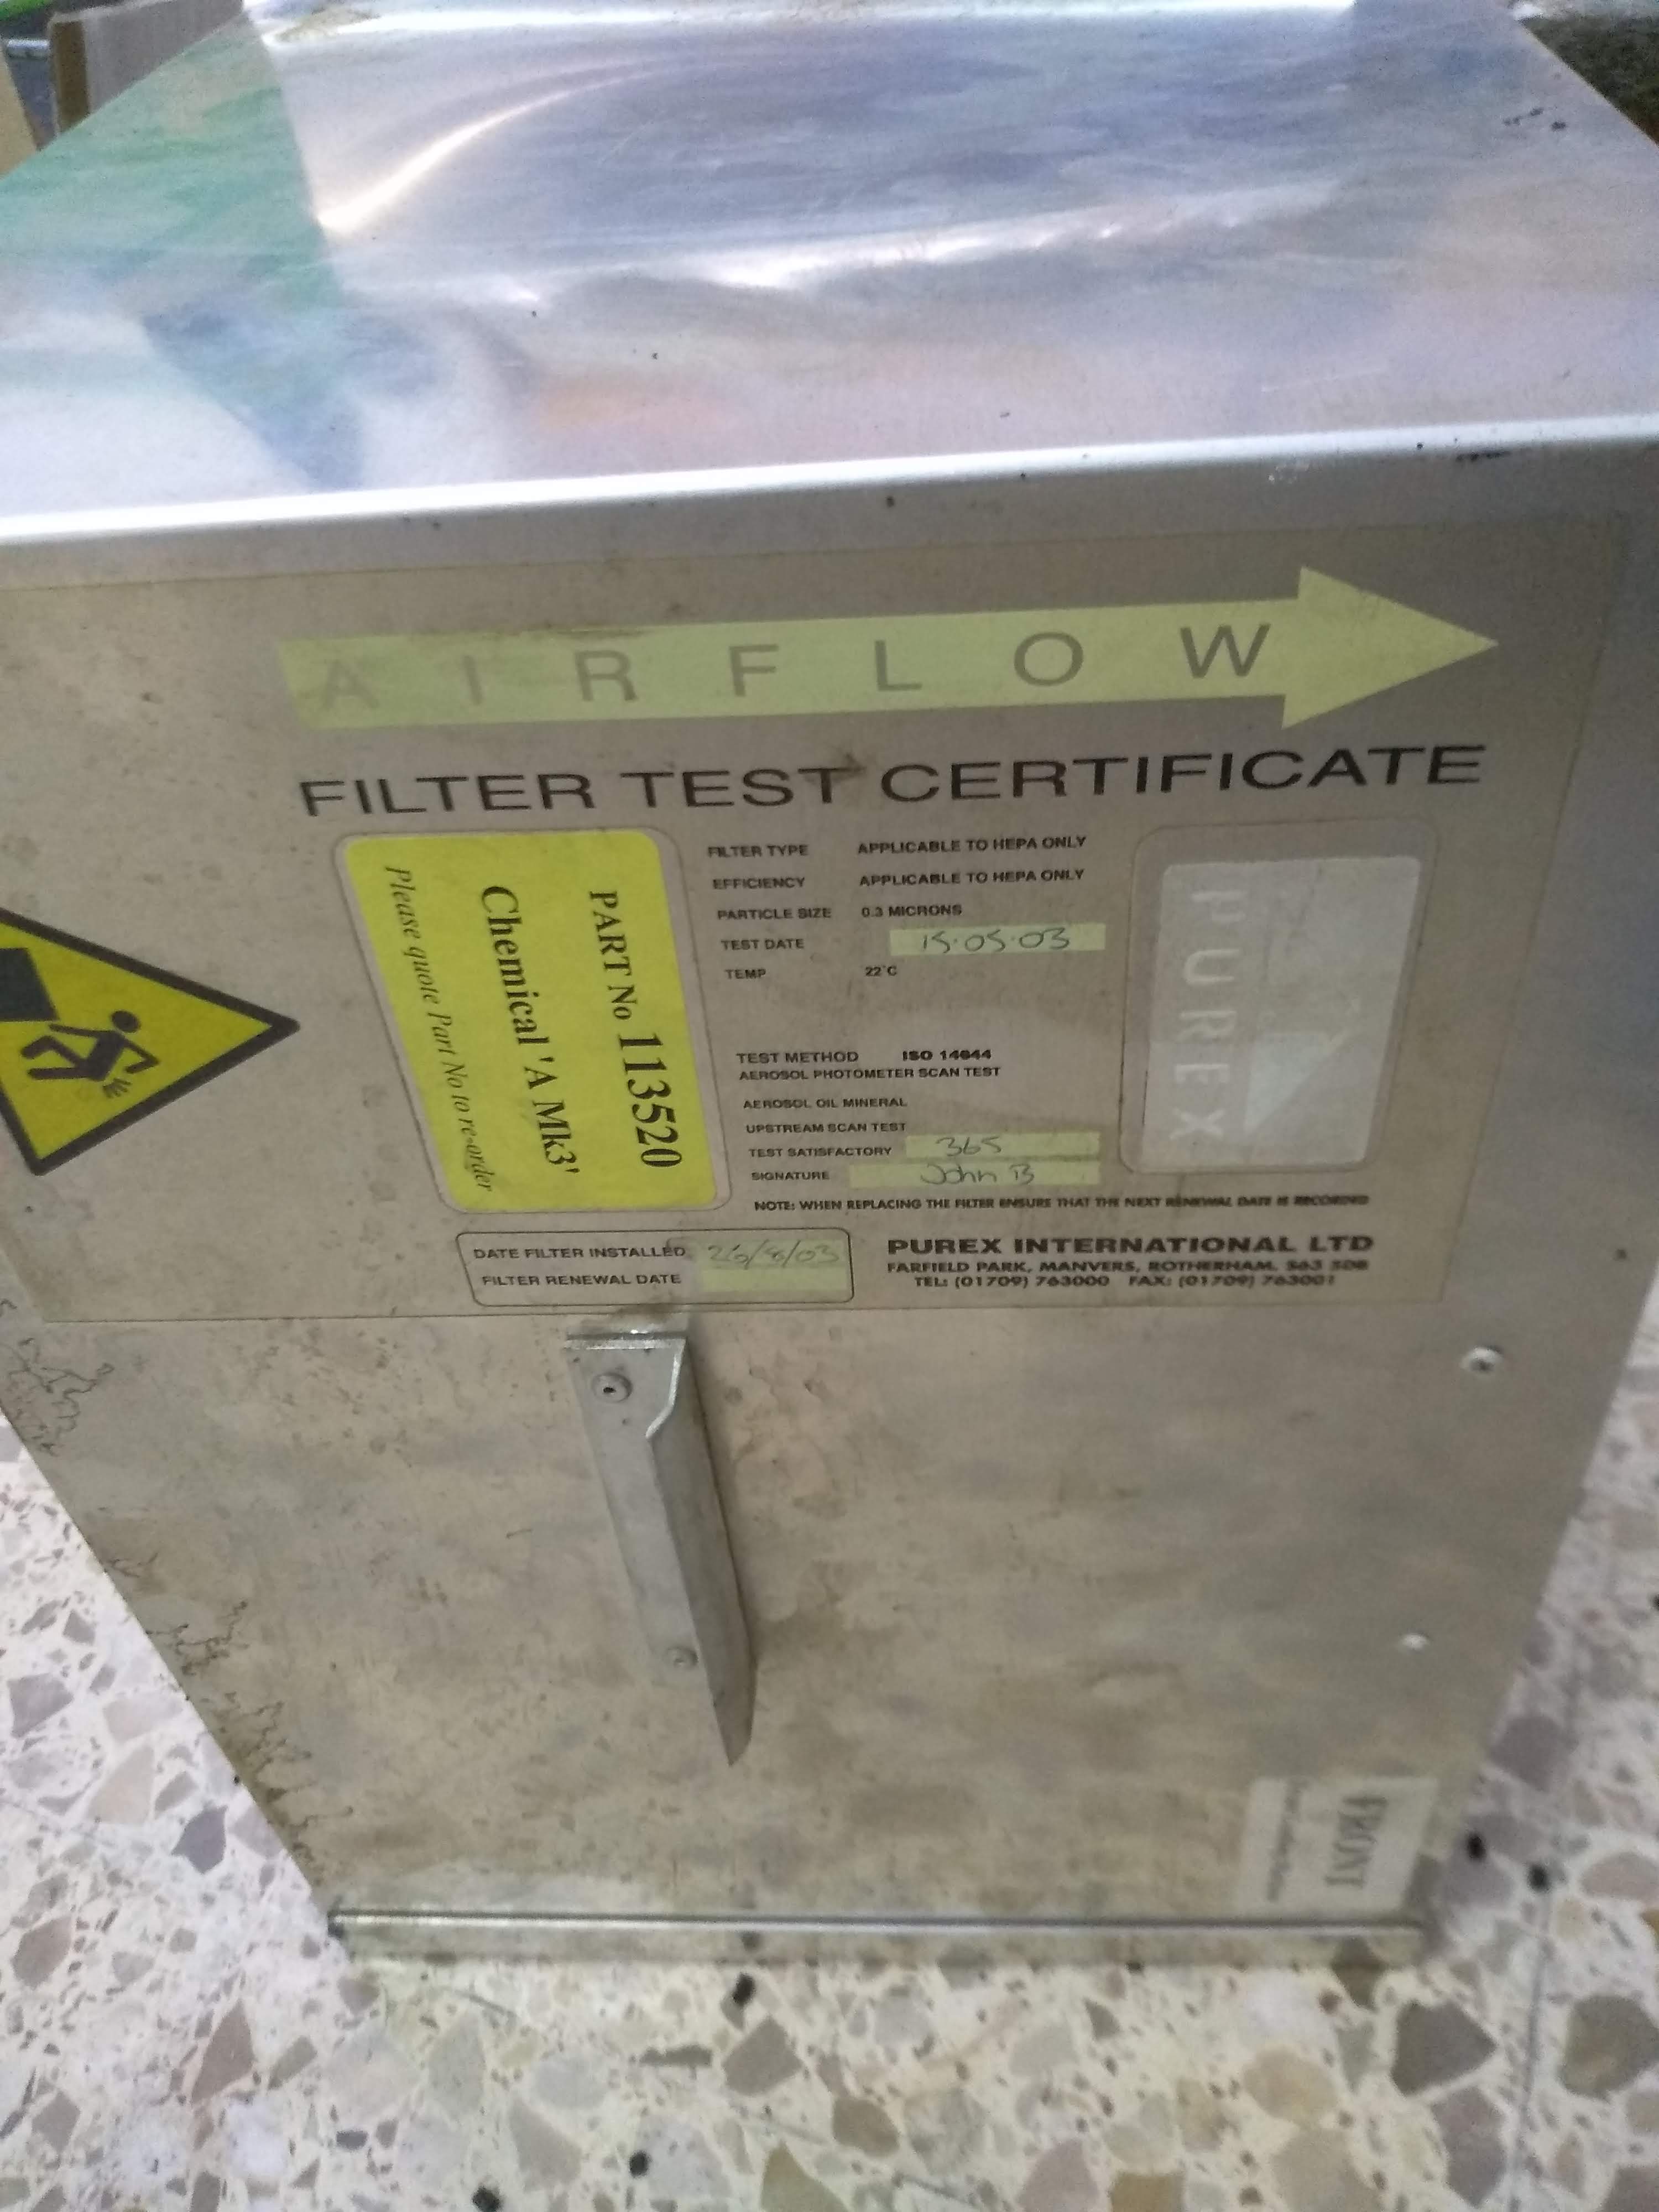 AIRFLOW
FILTER TEST CERTIFICATE
PART No 113520
Chemical 'A Mk3'
Please quote Part No to re-order
FILTER TYPE APPLICABLE TO HEPA ONLY
EFFICIENCY APPLICABLE TO HEPA ONLY
PARTICLE SIZE 0.3 MICRONS
TEST DATE 15.05.03
TEMP 22°C
TEST METHOD ISO 14644
AEROSOL PHOTOMETER SCAN TEST
AEROSOL OIL MINERAL
UPSTREAM SCAN TEST
TEST SATISFACTORY 365
SIGNATURE John B
NOTE: WHEN REPLACING THE FILTER ENSURE THAT THE NEXT RENEWAL DATE IS RECORDED
PUREX
DATE FILTER INSTALLED 26/8/03
FILTER RENEWAL DATE
PUREX INTERNATIONAL LTD
FARFIELD PARK, MANVERS, ROTHERHAM, S63 5DB
TEL: (01709) 763000 FAX: (01709) 763001
FRONT